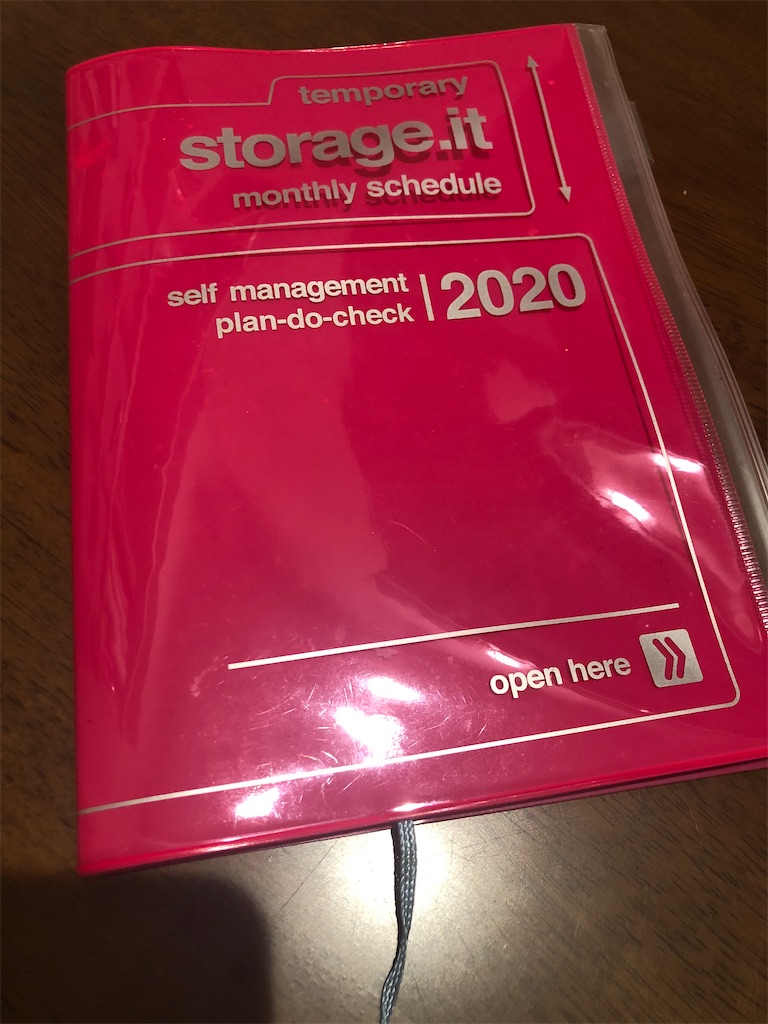 temporary
storage.it
monthly schedule
self management
plan-do-check
2020
open here